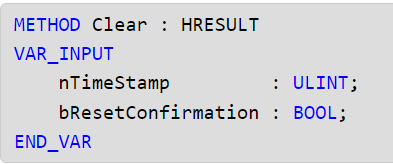 METHOD Clear : HRESULT
VAR_INPUT
    nTimeStamp         : ULINT;
    bResetConfirmation : BOOL;
END_VAR